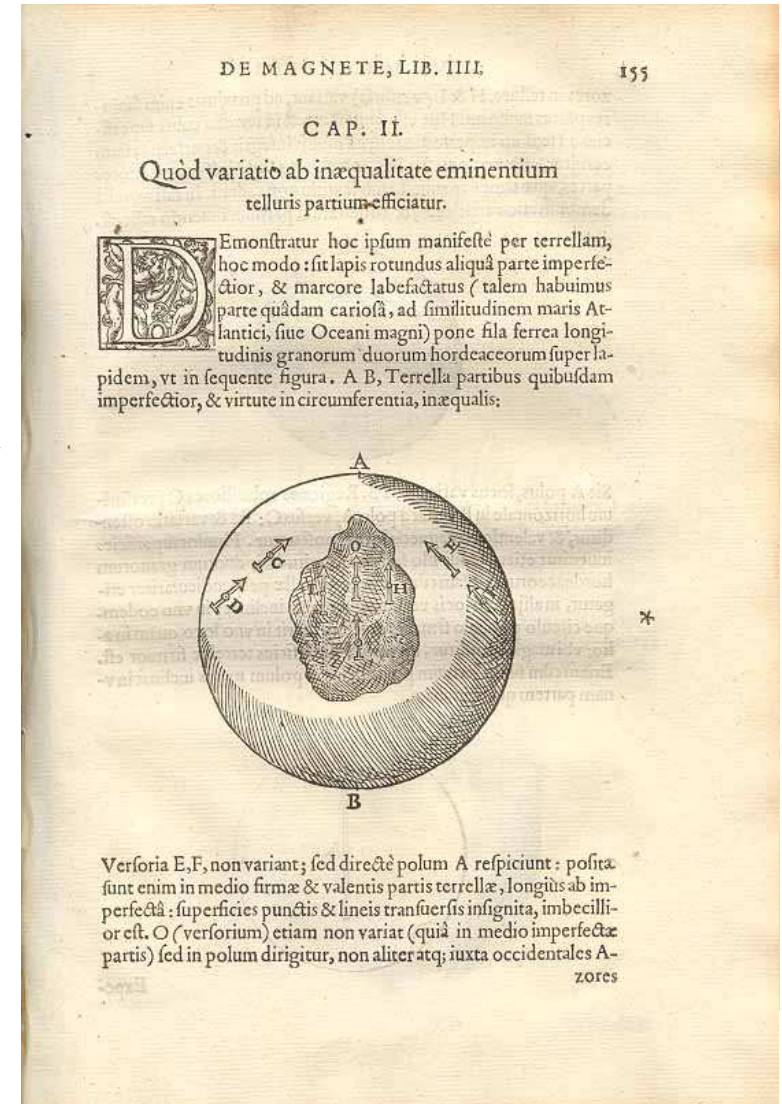 DE MAGNETE, LIB. IIII. 155
CAP. II.
Quòd variatio ab inæqualitate eminentium
telluris partium efficiatur.
DEmonſtratur hoc ipſum manifeſtè per terrellam,
hoc modo: ſit lapis rotundus aliquâ parte imperfe-
ctior, & marcore labefactatus (talem habuimus
parte quâdam carioſâ, ad ſimilitudinem maris At-
lantici, ſiue Oceani magni) pone fila ferrea longi-
tudinis granorum duorum hordeaceorum ſuper la-
pidem, vt in ſequente figura. A B, Terrella partibus quibuſdam
imperfectior, & virtute in circumferentia, inæqualis:
A
O
C
E
D
L
H
B
*
Verſoria E, F, non variant; ſed directè polum A reſpiciunt: poſita
ſunt enim in medio firmæ & valentis partis terrellæ, longiùs ab im-
perfectâ: ſuperficies punctis & lineis tranſuerſis inſignita, imbecilli-
or eſt. O (verſorium) etiam non variat (quià in medio imperfectæ
partis) ſed in polum dirigitur, non aliter atq; iuxta occidentales A-
zores